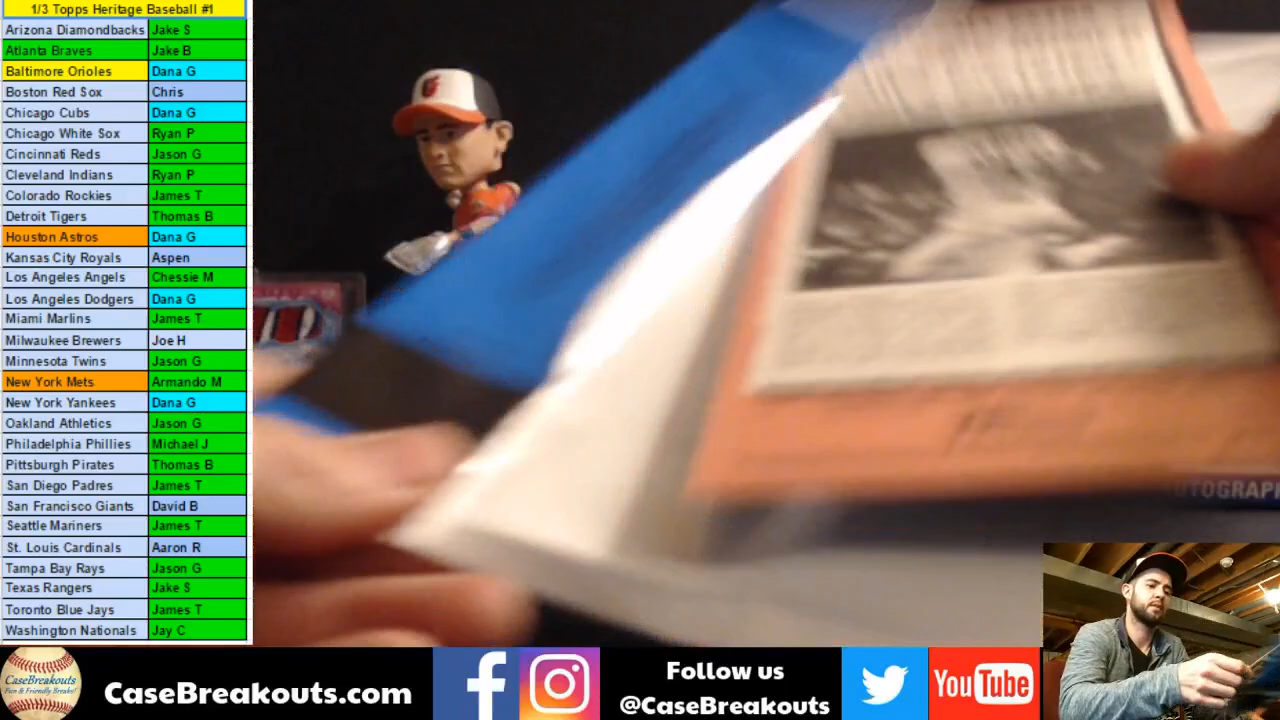 1/3 Topps Heritage Baseball #1
Arizona Diamondbacks Jake S
Atlanta Braves Jake B
Baltimore Orioles Dana G
Boston Red Sox Chris
Chicago Cubs Dana G
Chicago White Sox Ryan P
Cincinnati Reds Jason G
Cleveland Indians Ryan P
Colorado Rockies James T
Detroit Tigers Thomas B
Houston Astros Dana G
Kansas City Royals Aspen
Los Angeles Angels Chessie M
Los Angeles Dodgers Dana G
Miami Marlins James T
Milwaukee Brewers Joe H
Minnesota Twins Jason G
New York Mets Armando M
New York Yankees Dana G
Oakland Athletics Jason G
Philadelphia Phillies Michael J
Pittsburgh Pirates Thomas B
San Diego Padres James T
San Francisco Giants David B
Seattle Mariners James T
St. Louis Cardinals Aaron R
Tampa Bay Rays Jason G
Texas Rangers Jake S
Toronto Blue Jays James T
Washington Nationals Jay C
CaseBreakouts
Fun & Friendly Breaks!
CaseBreakouts.com
Follow us
@CaseBreakouts
YouTube